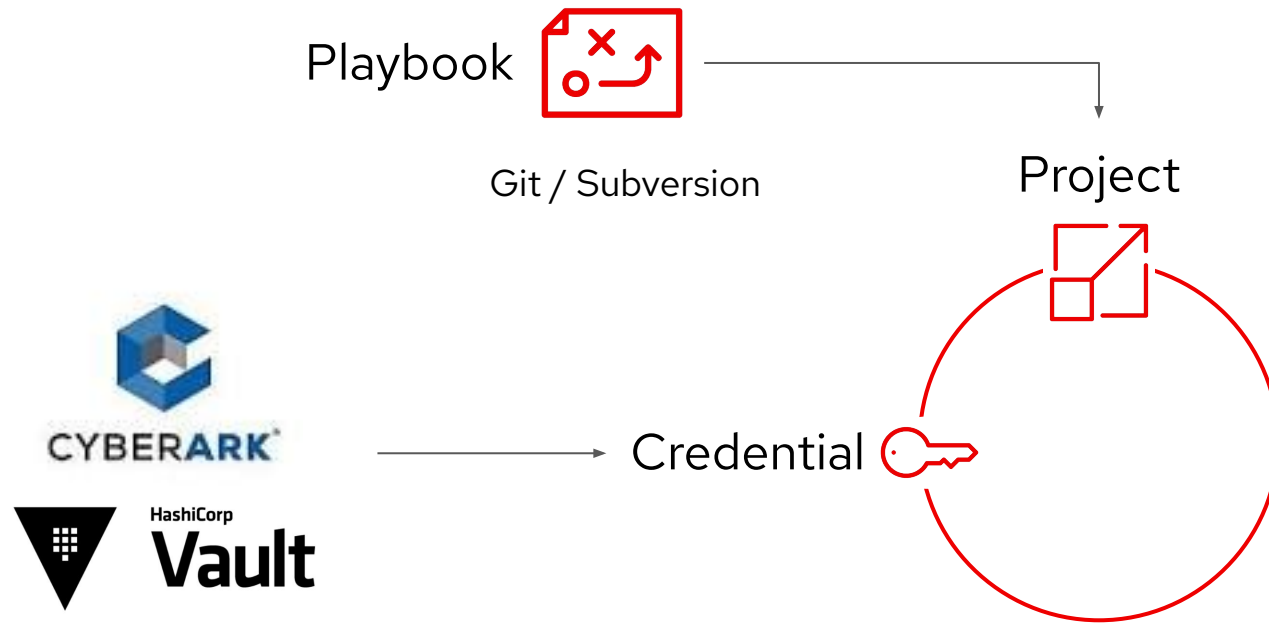 Playbook
Git / Subversion
Project
CYBERARK®
Credential
HashiCorp
Vault